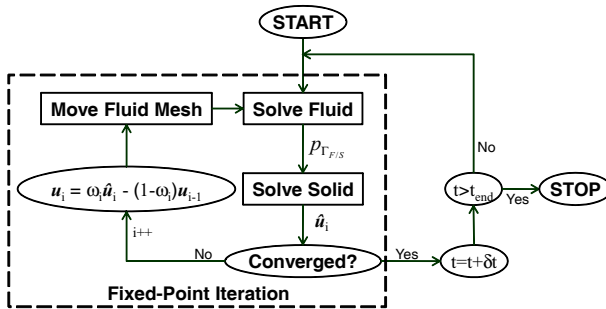 START
Move Fluid Mesh
Solve Fluid
p_{Γ_{F/S}}
No
u_i = ω_i û_i - (1-ω_i) u_{i-1}
Solve Solid
t>t_end
STOP
Yes
û_i
i++
No
Converged?
Yes
t=t+δt
Fixed-Point Iteration